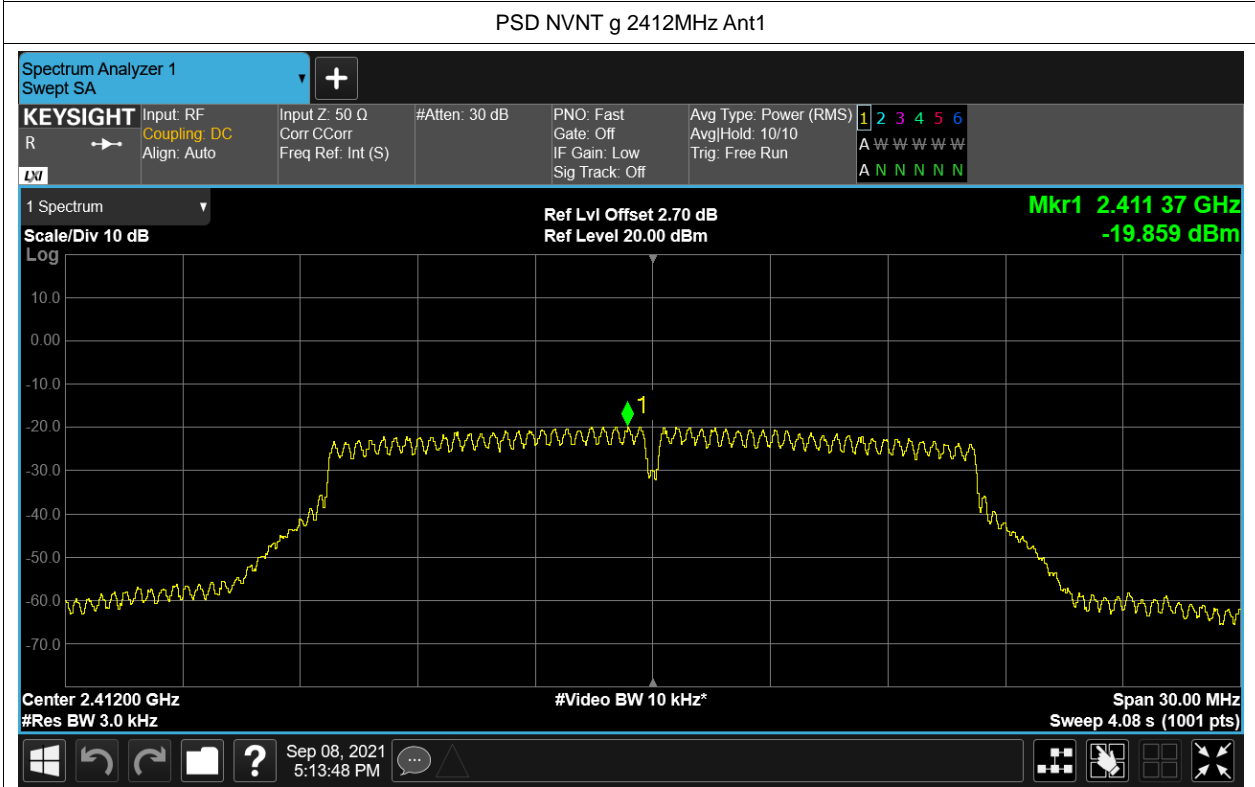 PSD NVNT g 2412MHz Ant1
Spectrum Analyzer 1
Swept SA
+
KEYSIGHT
R
LXI
Input: RF
Coupling: DC
Align: Auto
Input Z: 50 Ω
Corr CCorr
Freq Ref: Int (S)
#Atten: 30 dB
PNO: Fast
Gate: Off
IF Gain: Low
Sig Track: Off
Avg Type: Power (RMS)
Avg|Hold: 10/10
Trig: Free Run
1 2 3 4 5 6
A W W W W W
A N N N N N
1 Spectrum
Scale/Div 10 dB
Ref Lvl Offset 2.70 dB
Ref Level 20.00 dBm
Mkr1 2.411 37 GHz
-19.859 dBm
Log
10.0
0.00
-10.0
1
-20.0
-30.0
-40.0
-50.0
-60.0
-70.0
Center 2.41200 GHz
#Video BW 10 kHz*
Span 30.00 MHz
#Res BW 3.0 kHz
Sweep 4.08 s (1001 pts)
?
Sep 08, 2021
5:13:48 PM